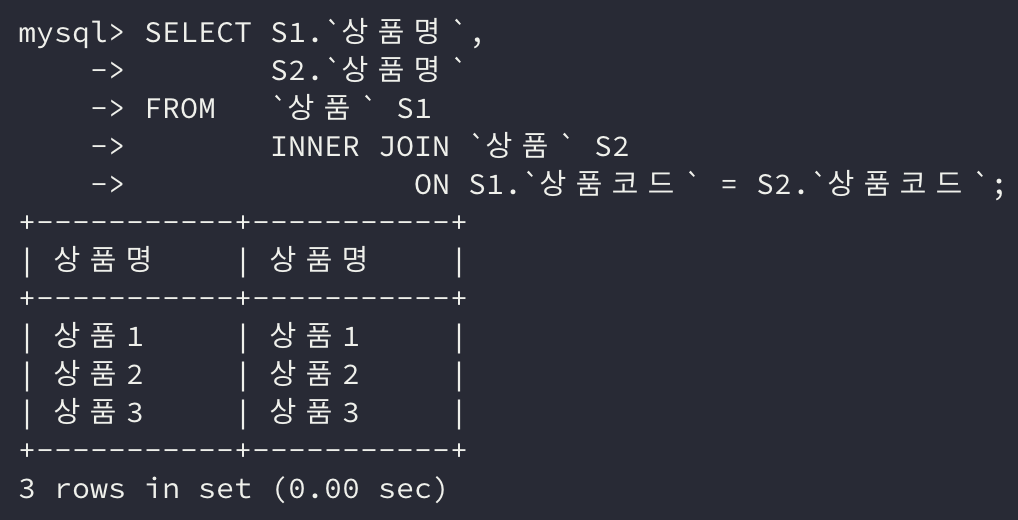 mysql> SELECT S1.`상품명`,
    ->        S2.`상품명`
    -> FROM   `상품` S1
    ->        INNER JOIN `상품` S2
    ->                ON S1.`상품코드` = S2.`상품코드`;
+-----------+-----------+
| 상품명    | 상품명    |
+-----------+-----------+
| 상품1     | 상품1     |
| 상품2     | 상품2     |
| 상품3     | 상품3     |
+-----------+-----------+
3 rows in set (0.00 sec)